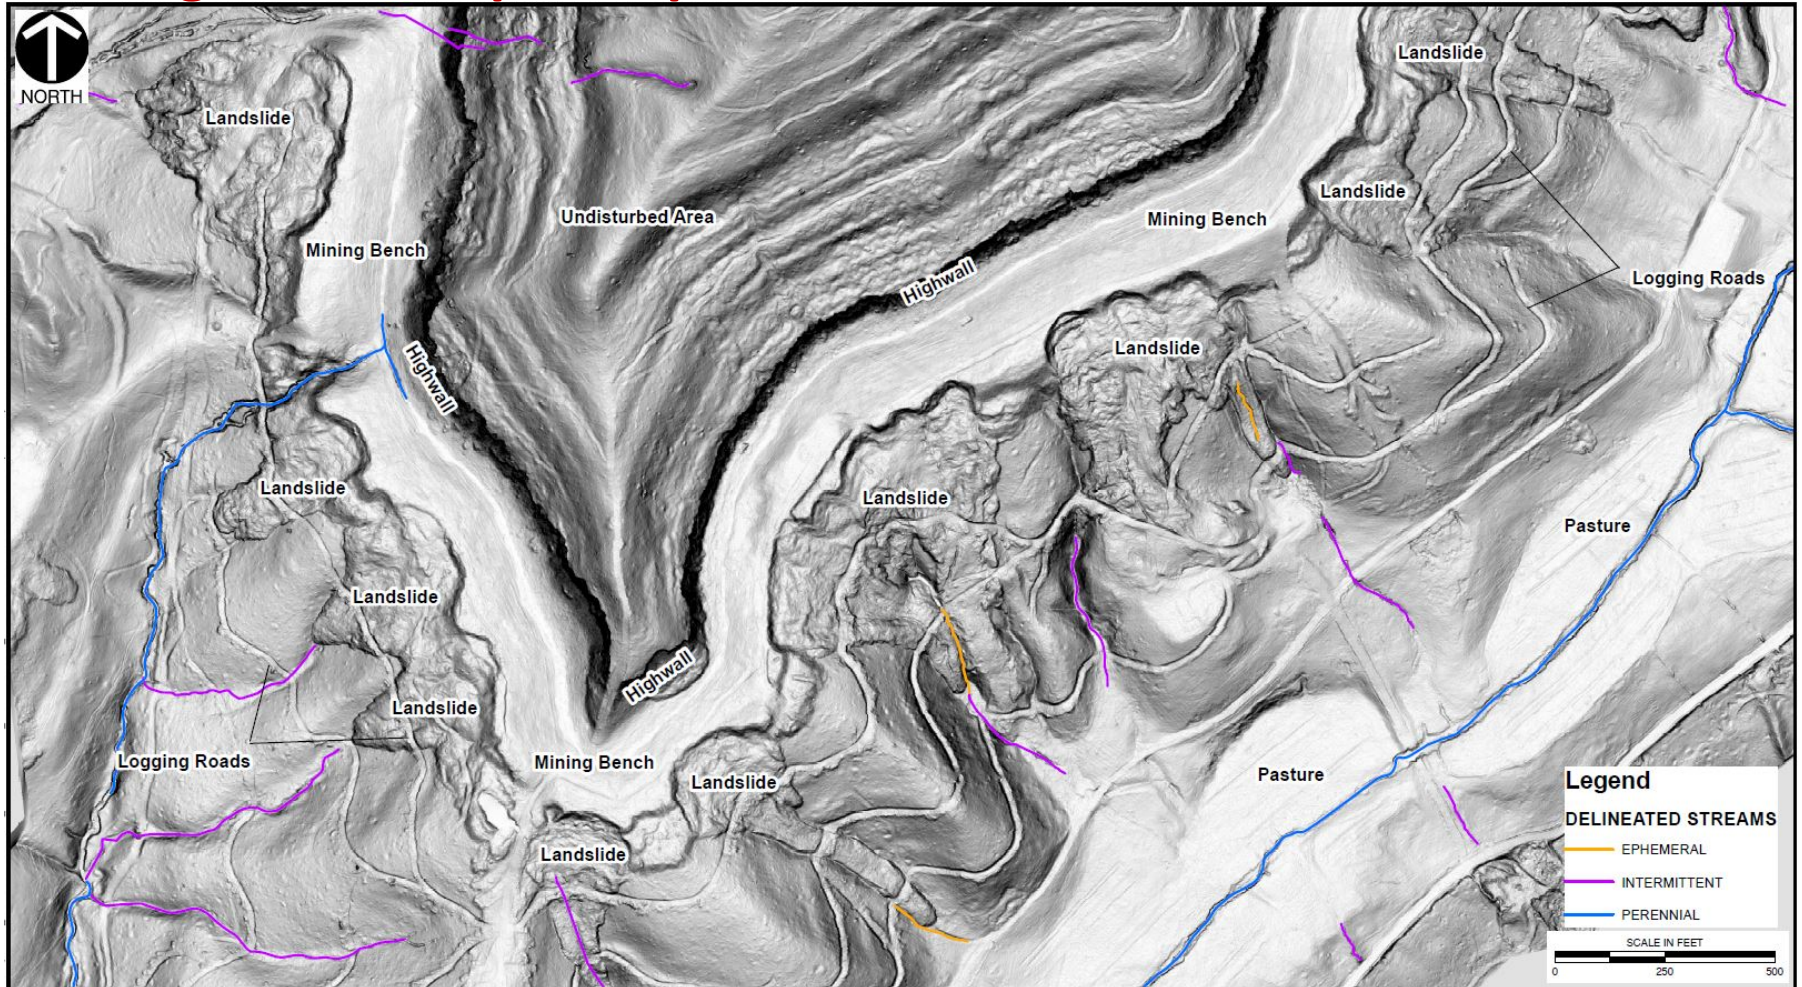 NORTH
Landslide
Landslide
Landslide
Undisturbed Area
Mining Bench
Mining Bench
Highwall
Logging Roads
Highwall
Landslide
Landslide
Landslide
Pasture
Landslide
Highwall
Landslide
Logging Roads
Mining Bench
Landslide
Pasture
Landslide
Legend
DELINEATED STREAMS
EPHEMERAL
INTERMITTENT
PERENNIAL
SCALE IN FEET
0 250 500